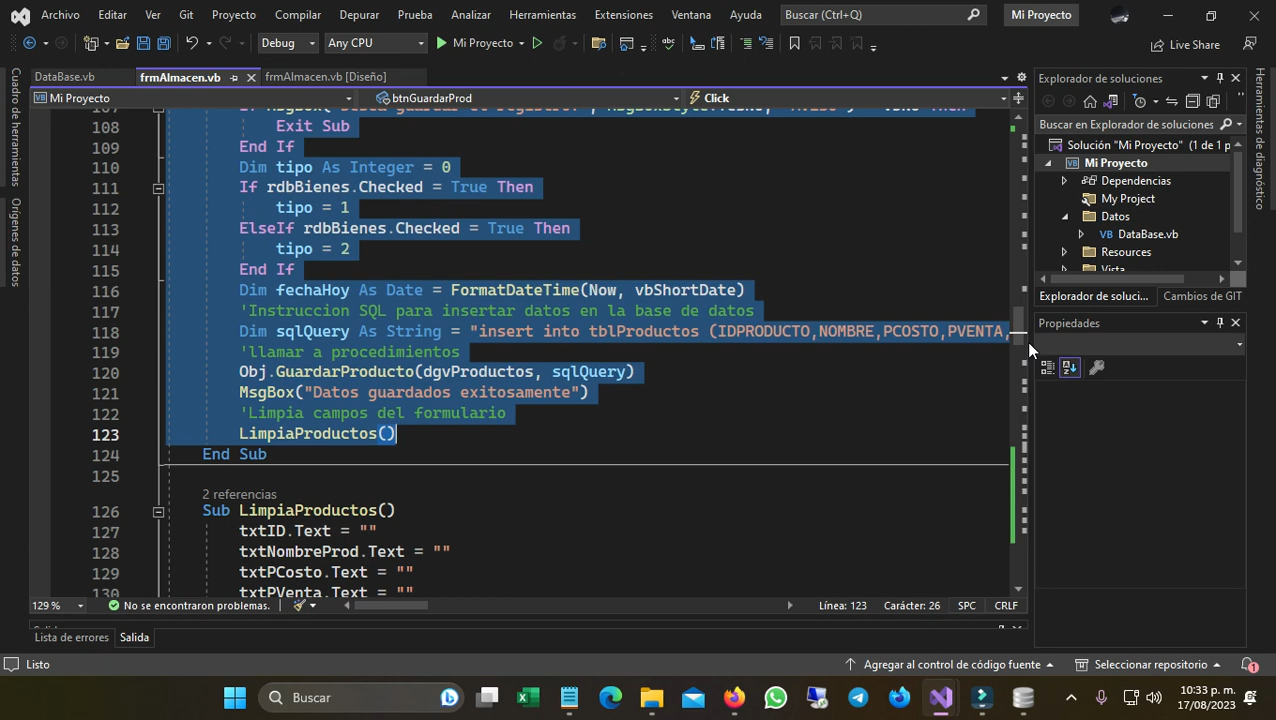 Archivo Editar Ver Git Proyecto Compilar Depurar Prueba Analizar Herramientas Extensiones Ventana Ayuda Buscar (Ctrl+Q) Mi Proyecto
Debug Any CPU Mi Proyecto Live Share
DataBase.vb frmAlmacen.vb frmAlmacen.vb [Diseño]
Mi Proyecto btnGuardarProd Click
Cuadro de herramientas
Orígenes de datos
108 Exit Sub
109 End If
110 Dim tipo As Integer = 0
111 If rdbBienes.Checked = True Then
112 tipo = 1
113 ElseIf rdbBienes.Checked = True Then
114 tipo = 2
115 End If
116 Dim fechaHoy As Date = FormatDateTime(Now, vbShortDate)
117 'Instruccion SQL para insertar datos en la base de datos
118 Dim sqlQuery As String = "insert into tblProductos (IDPRODUCTO,NOMBRE,PCOSTO,PVENTA,
119 'llamar a procedimientos
120 Obj.GuardarProducto(dgvProductos, sqlQuery)
121 MsgBox("Datos guardados exitosamente")
122 'Limpia campos del formulario
123 LimpiaProductos()
124 End Sub
125
2 referencias
126 Sub LimpiaProductos()
127 txtID.Text = ""
128 txtNombreProd.Text = ""
129 txtPCosto.Text = ""
130 txtPVenta.Text = ""
129 % No se encontraron problemas. Línea: 123 Carácter: 26 SPC CRLF
Lista de errores Salida
Explorador de soluciones
Buscar en Explorador de soluciones
Solución "Mi Proyecto" (1 de 1 p
Mi Proyecto
Dependencias
My Project
Datos
DataBase.vb
Resources
Vista
Explorador de soluci... Cambios de GIT
Propiedades
Herramientas de diagnóstico
Listo Agregar al control de código fuente Seleccionar repositorio 1
Buscar
10:33 p. m.
17/08/2023